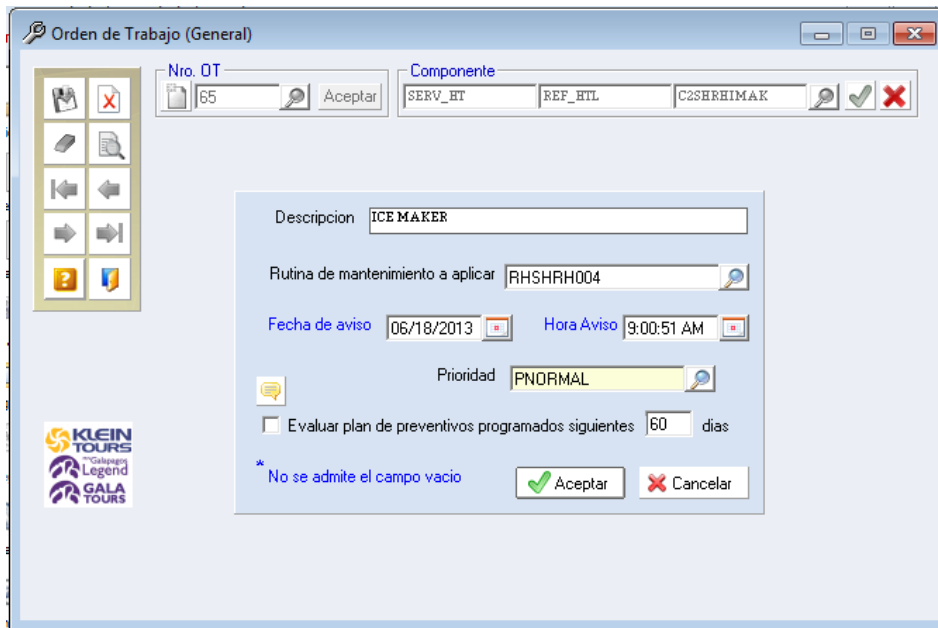 Orden de Trabajo (General)
Nro. OT
65
Aceptar
Componente
SERV_HT
REF_HTL
C2SHRHIMAK
Descripcion
ICE MAKER
Rutina de mantenimiento a aplicar
RHSHRH004
Fecha de aviso
06/18/2013
Hora Aviso
9:00:51 AM
Prioridad
PNORMAL
Evaluar plan de preventivos programados siguientes 60 dias
* No se admite el campo vacio
Aceptar
Cancelar
KLEIN
TOURS
Galapagos
Legend
GALA
TOURS